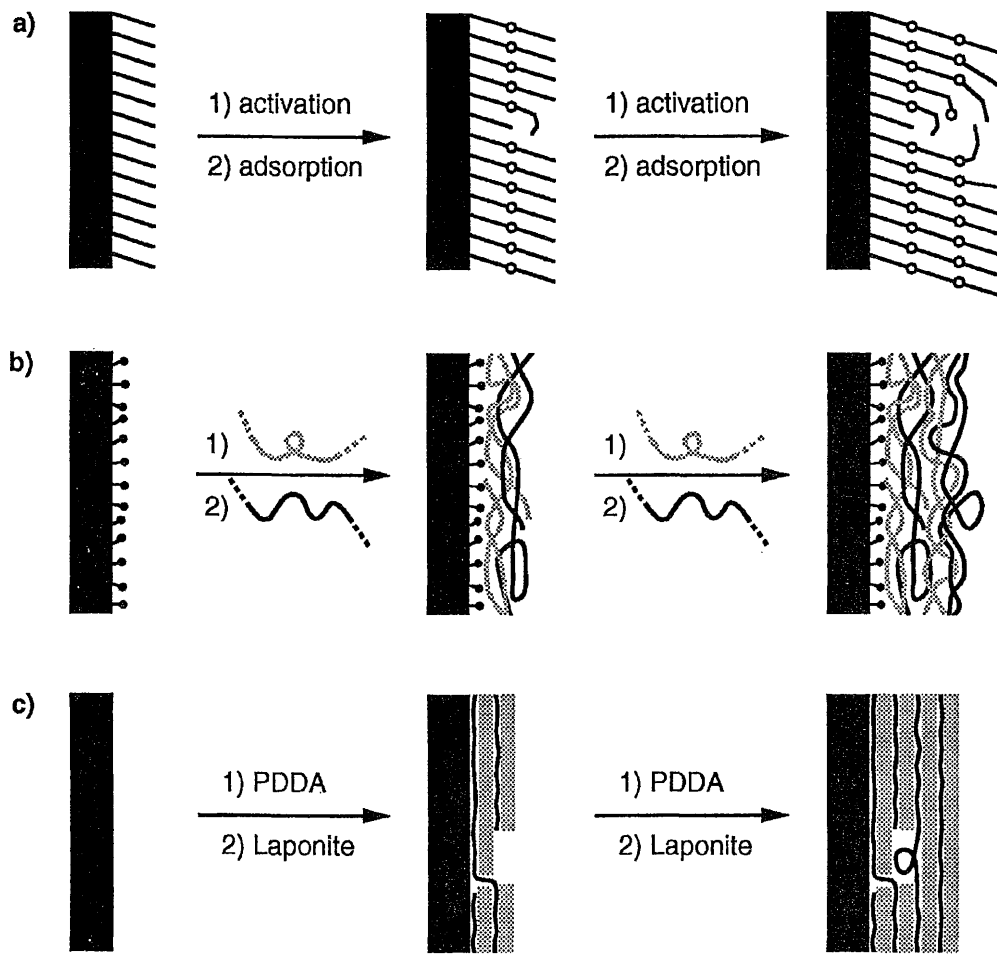 a)
1) activation
2) adsorption
1) activation
2) adsorption
b)
1)
2)
1)
2)
c)
1) PDDA
2) Laponite
1) PDDA
2) Laponite